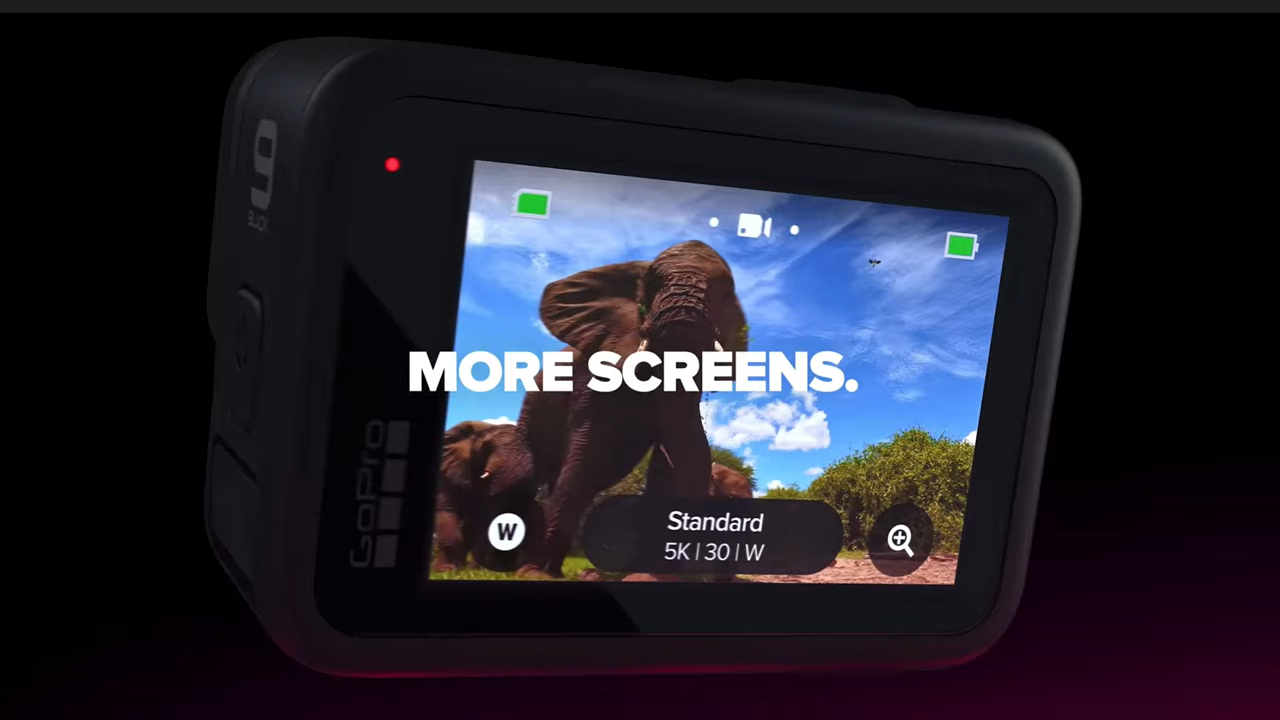 9
BLACK
GoPro
MORE SCREENS.
W
Standard
5K | 30 | W